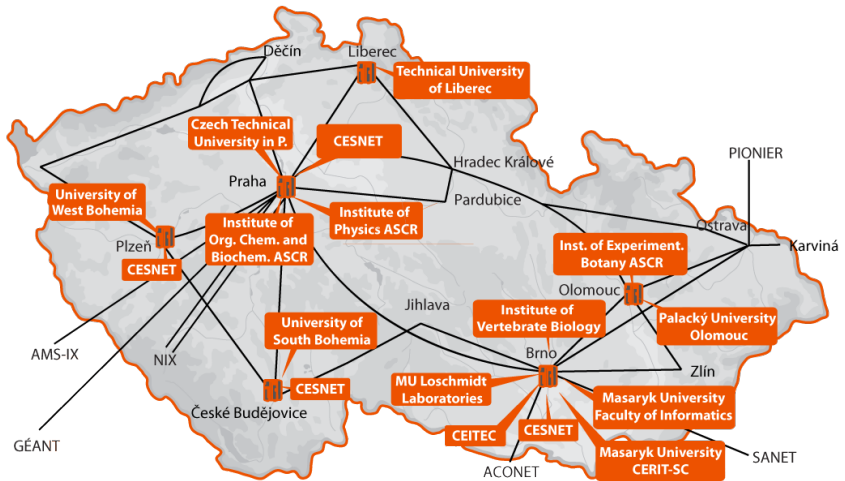 Děčín
Liberec
Technical University
of Liberec
Czech Technical
University in P.
CESNET
Hradec Králové
PIONIER
Praha
University of
West Bohemia
Pardubice
Institute of
Physics ASCR
Institute of
Org. Chem. and
Biochem. ASCR
Ostrava
Karviná
Plzeň
CESNET
Inst. of Experiment.
Botany ASCR
Olomouc
Jihlava
Institute of
Vertebrate Biology
Palacký University
Olomouc
University of
South Bohemia
AMS-IX
NIX
Brno
Zlín
CESNET
České Budějovice
MU Loschmidt
Laboratories
Masaryk University
Faculty of Informatics
GÉANT
CEITEC
CESNET
Masaryk University
CERIT-SC
SANET
ACONET